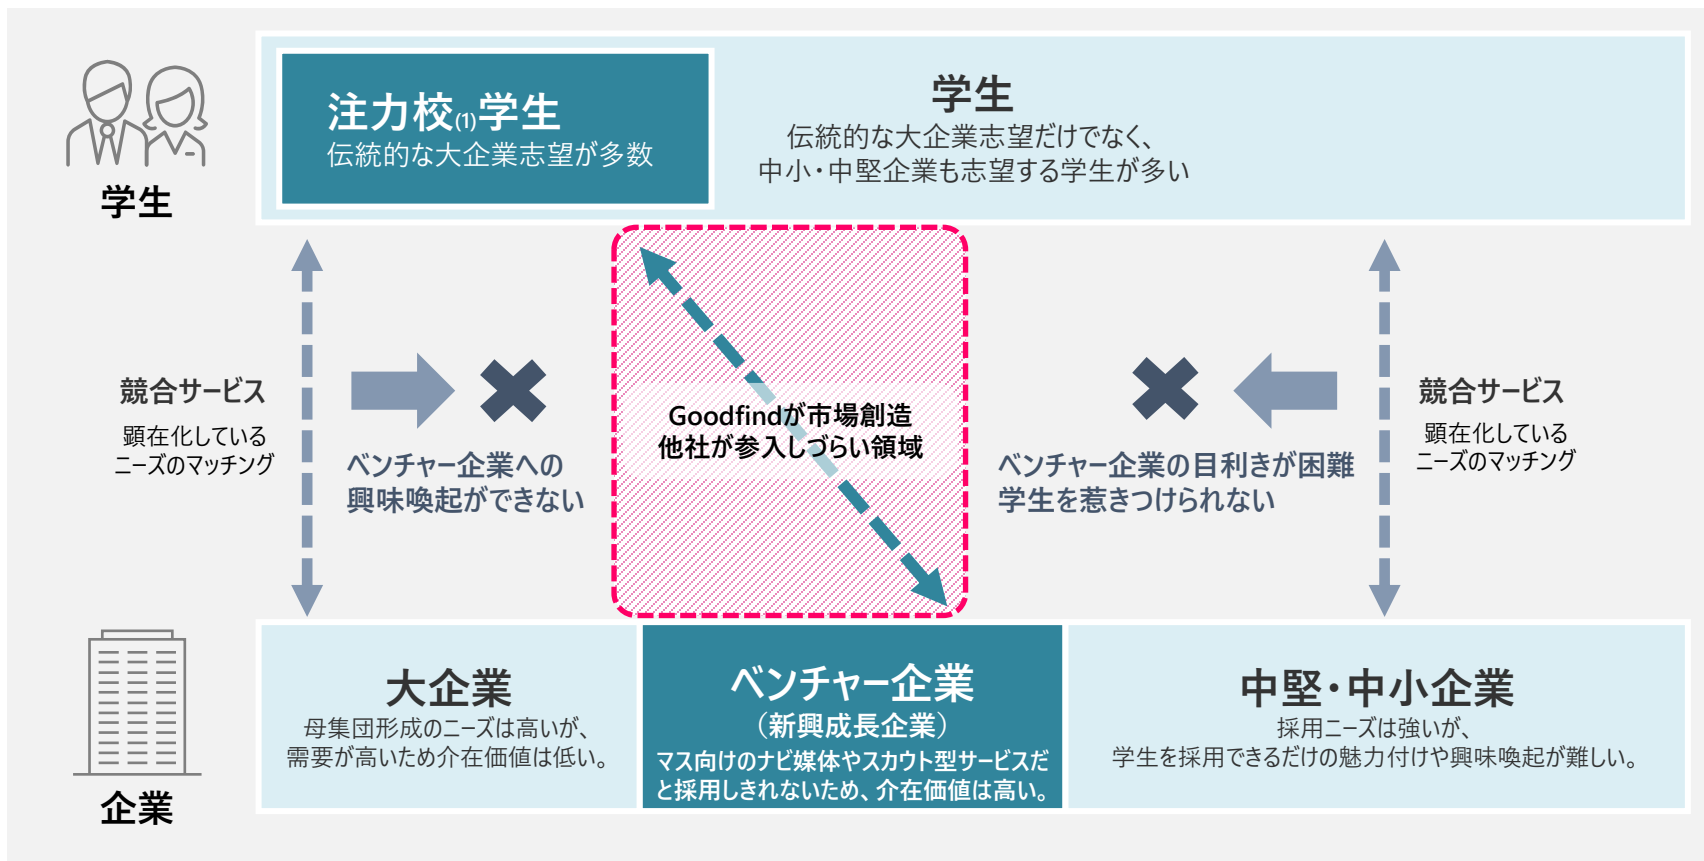 学生
注力校(1)学生
伝統的な大企業志望が多数
学生
伝統的な大企業志望だけでなく、
中小・中堅企業も志望する学生が多い
競合サービス
顕在化している
ニーズのマッチング
ベンチャー企業への
興味喚起ができない
Goodfindが市場創造
他社が参入しづらい領域
ベンチャー企業の目利きが困難
学生を惹きつけられない
競合サービス
顕在化している
ニーズのマッチング
企業
大企業
母集団形成のニーズは高いが、
需要が高いため介在価値は低い。
ベンチャー企業
（新興成長企業）
マス向けのナビ媒体やスカウト型サービスだ
と採用しきれないため、介在価値は高い。
中堅・中小企業
採用ニーズは強いが、
学生を採用できるだけの魅力付けや興味喚起が難しい。